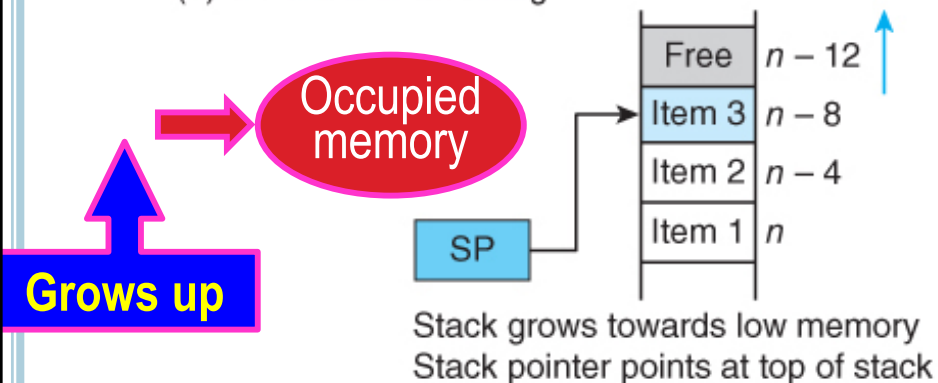 Occupied
memory
Grows up
SP
Free n – 12
Item 3 n – 8
Item 2 n – 4
Item 1 n
Stack grows towards low memory
Stack pointer points at top of stack